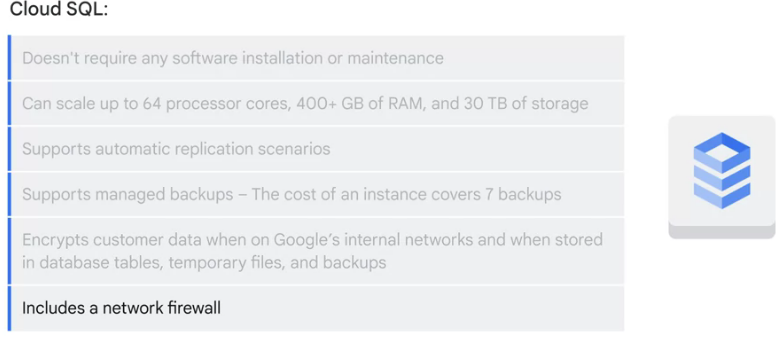 Cloud SQL:
Doesn't require any software installation or maintenance
Can scale up to 64 processor cores, 400+ GB of RAM, and 30 TB of storage
Supports automatic replication scenarios
Supports managed backups – The cost of an instance covers 7 backups
Encrypts customer data when on Google’s internal networks and when stored
in database tables, temporary files, and backups
Includes a network firewall